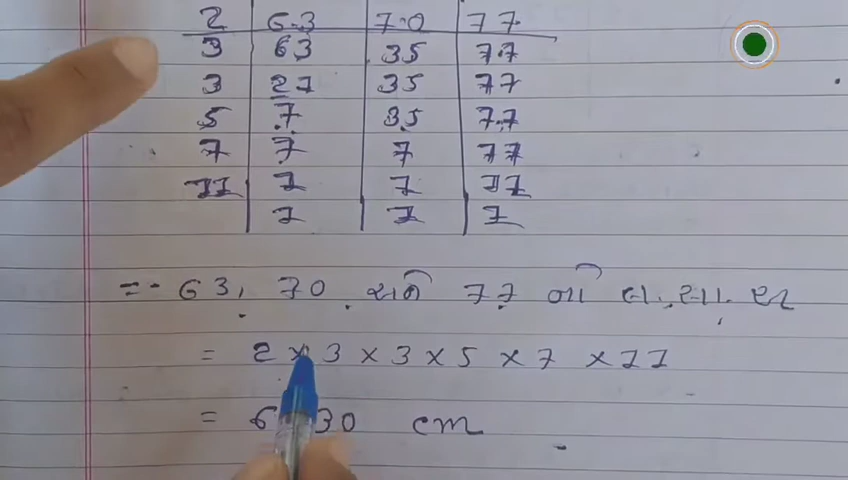 2 63 70 77
3 63 35 77
3 21 35 77
5 7 35 77
7 7 7 77
11 1 1 11
1 1 1
= 63, 70 અને 77 નો લ.સા.અ
= 2 × 3 × 3 × 5 × 7 × 11
= 6 30 cm